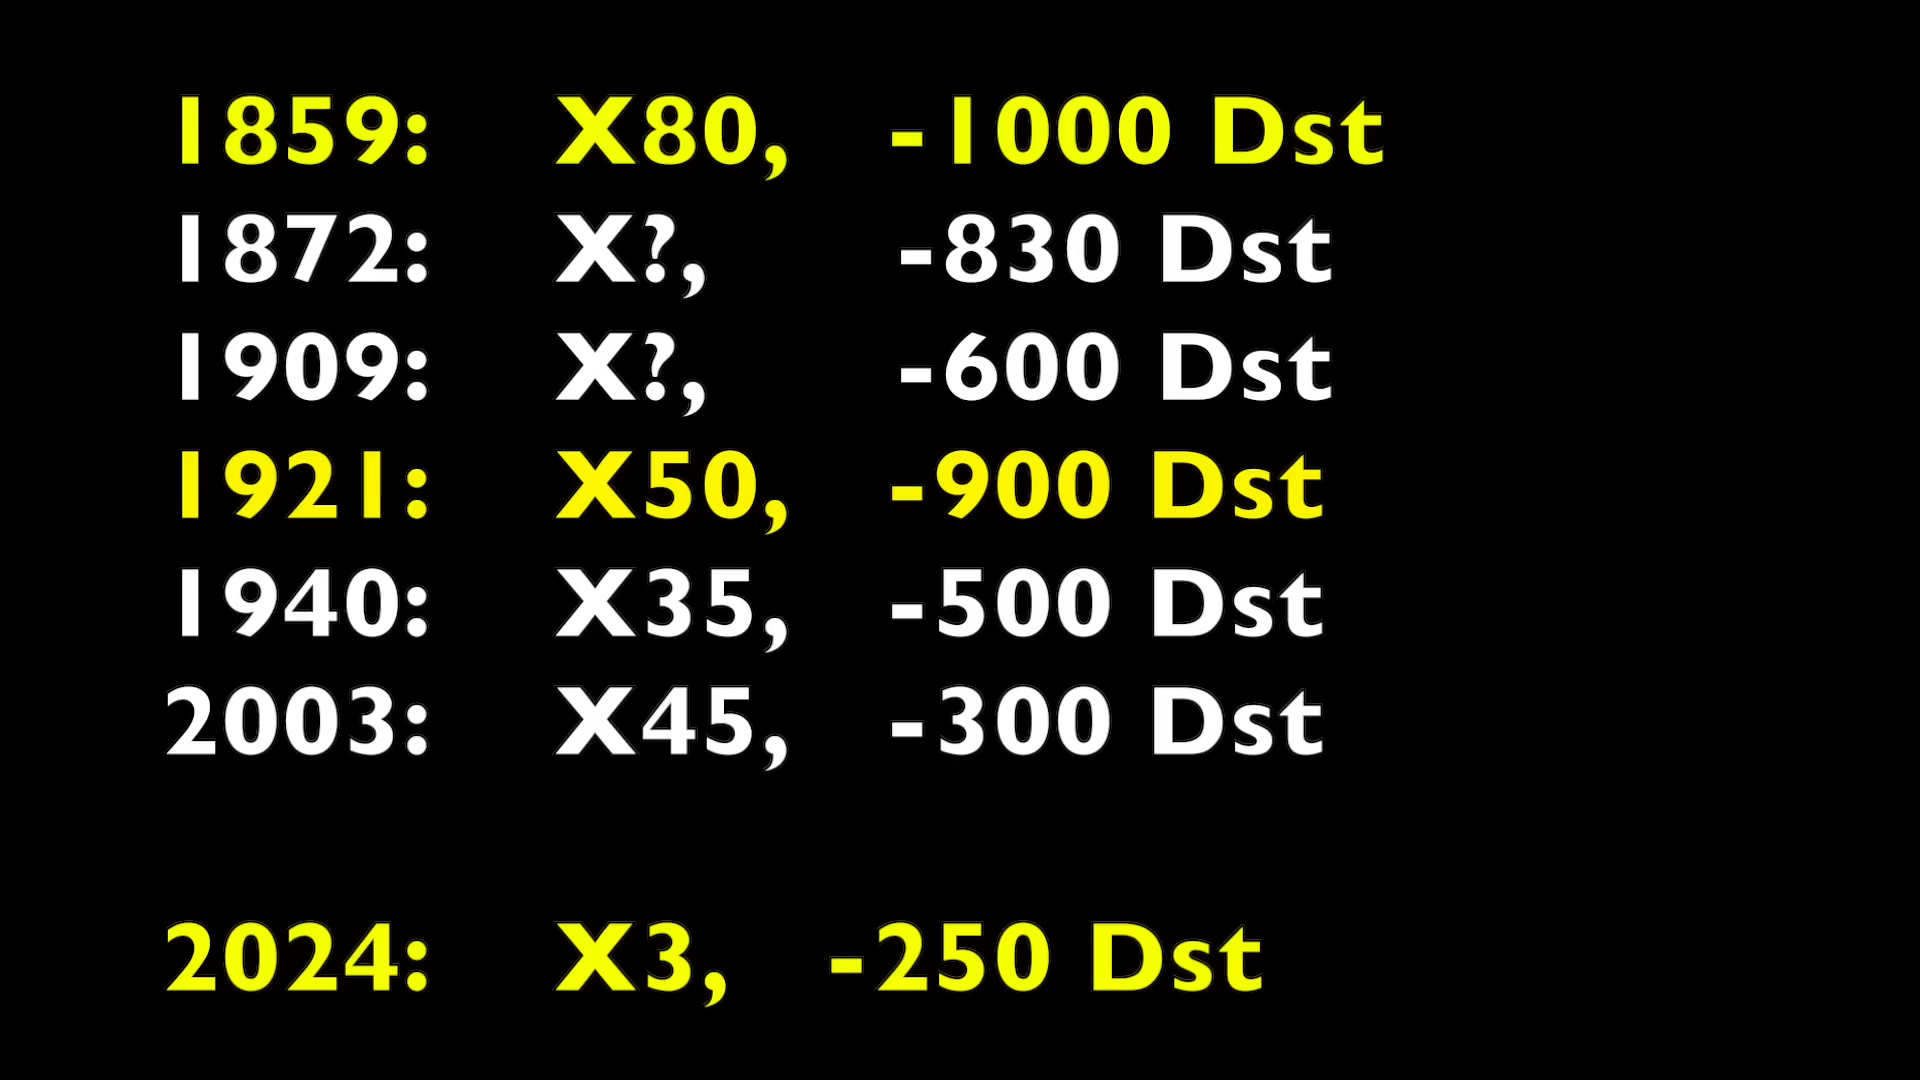 1859: X80, -1000 Dst
1872: X?, -830 Dst
1909: X?, -600 Dst
1921: X50, -900 Dst
1940: X35, -500 Dst
2003: X45, -300 Dst
2024: X3, -250 Dst